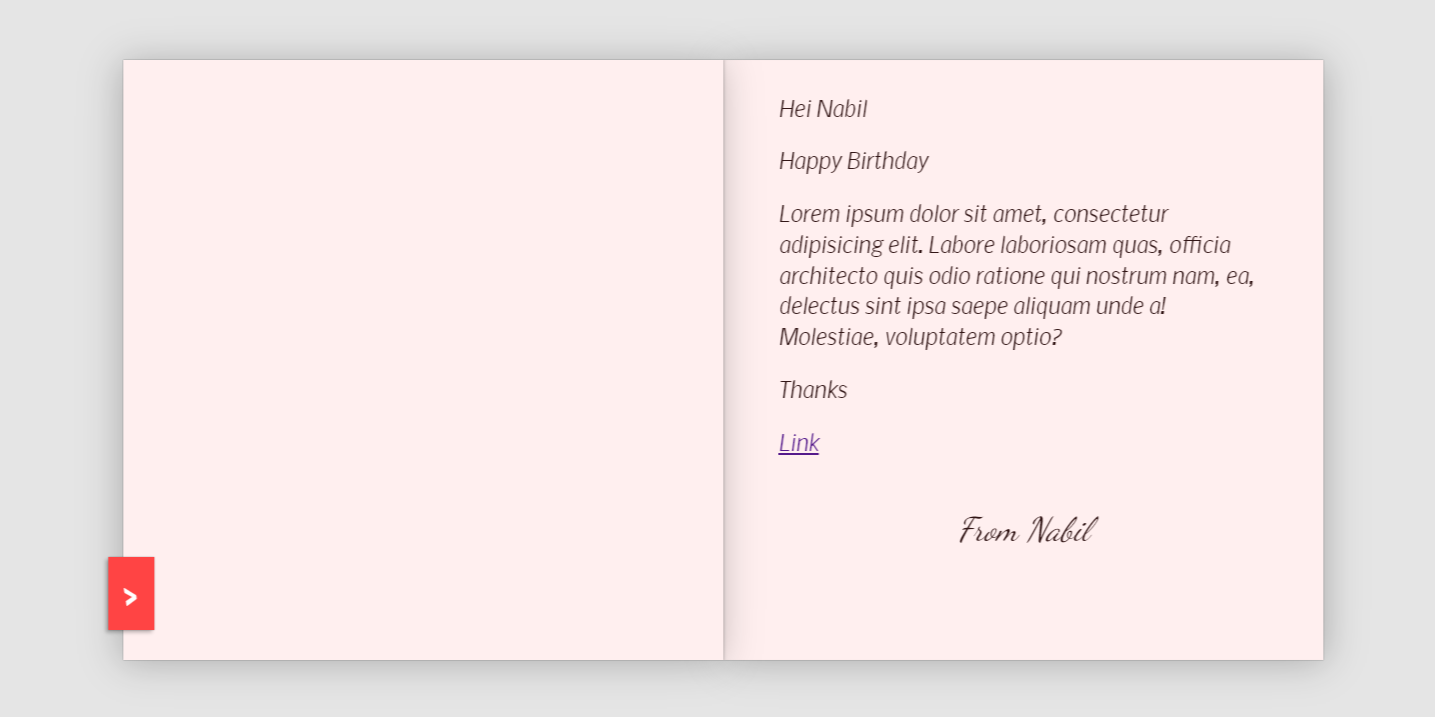 Hei Nabil
Happy Birthday
Lorem ipsum dolor sit amet, consectetur
adipisicing elit. Labore laboriosam quas, officia
architecto quis odio ratione qui nostrum nam, ea,
delectus sint ipsa saepe aliquam unde a!
Molestiae, voluptatem optio?
Thanks
Link
From Nabil
>